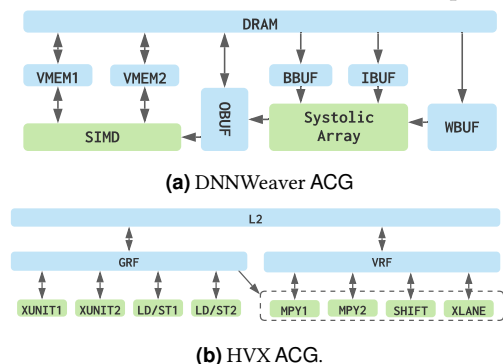 DRAM
VMEM1 VMEM2 OBUF BBUF IBUF
SIMD Systolic Array WBUF
(a) DNNWeaver ACG
L2
GRF VRF
XUNIT1 XUNIT2 LD/ST1 LD/ST2 MPY1 MPY2 SHIFT XLANE
(b) HVX ACG.